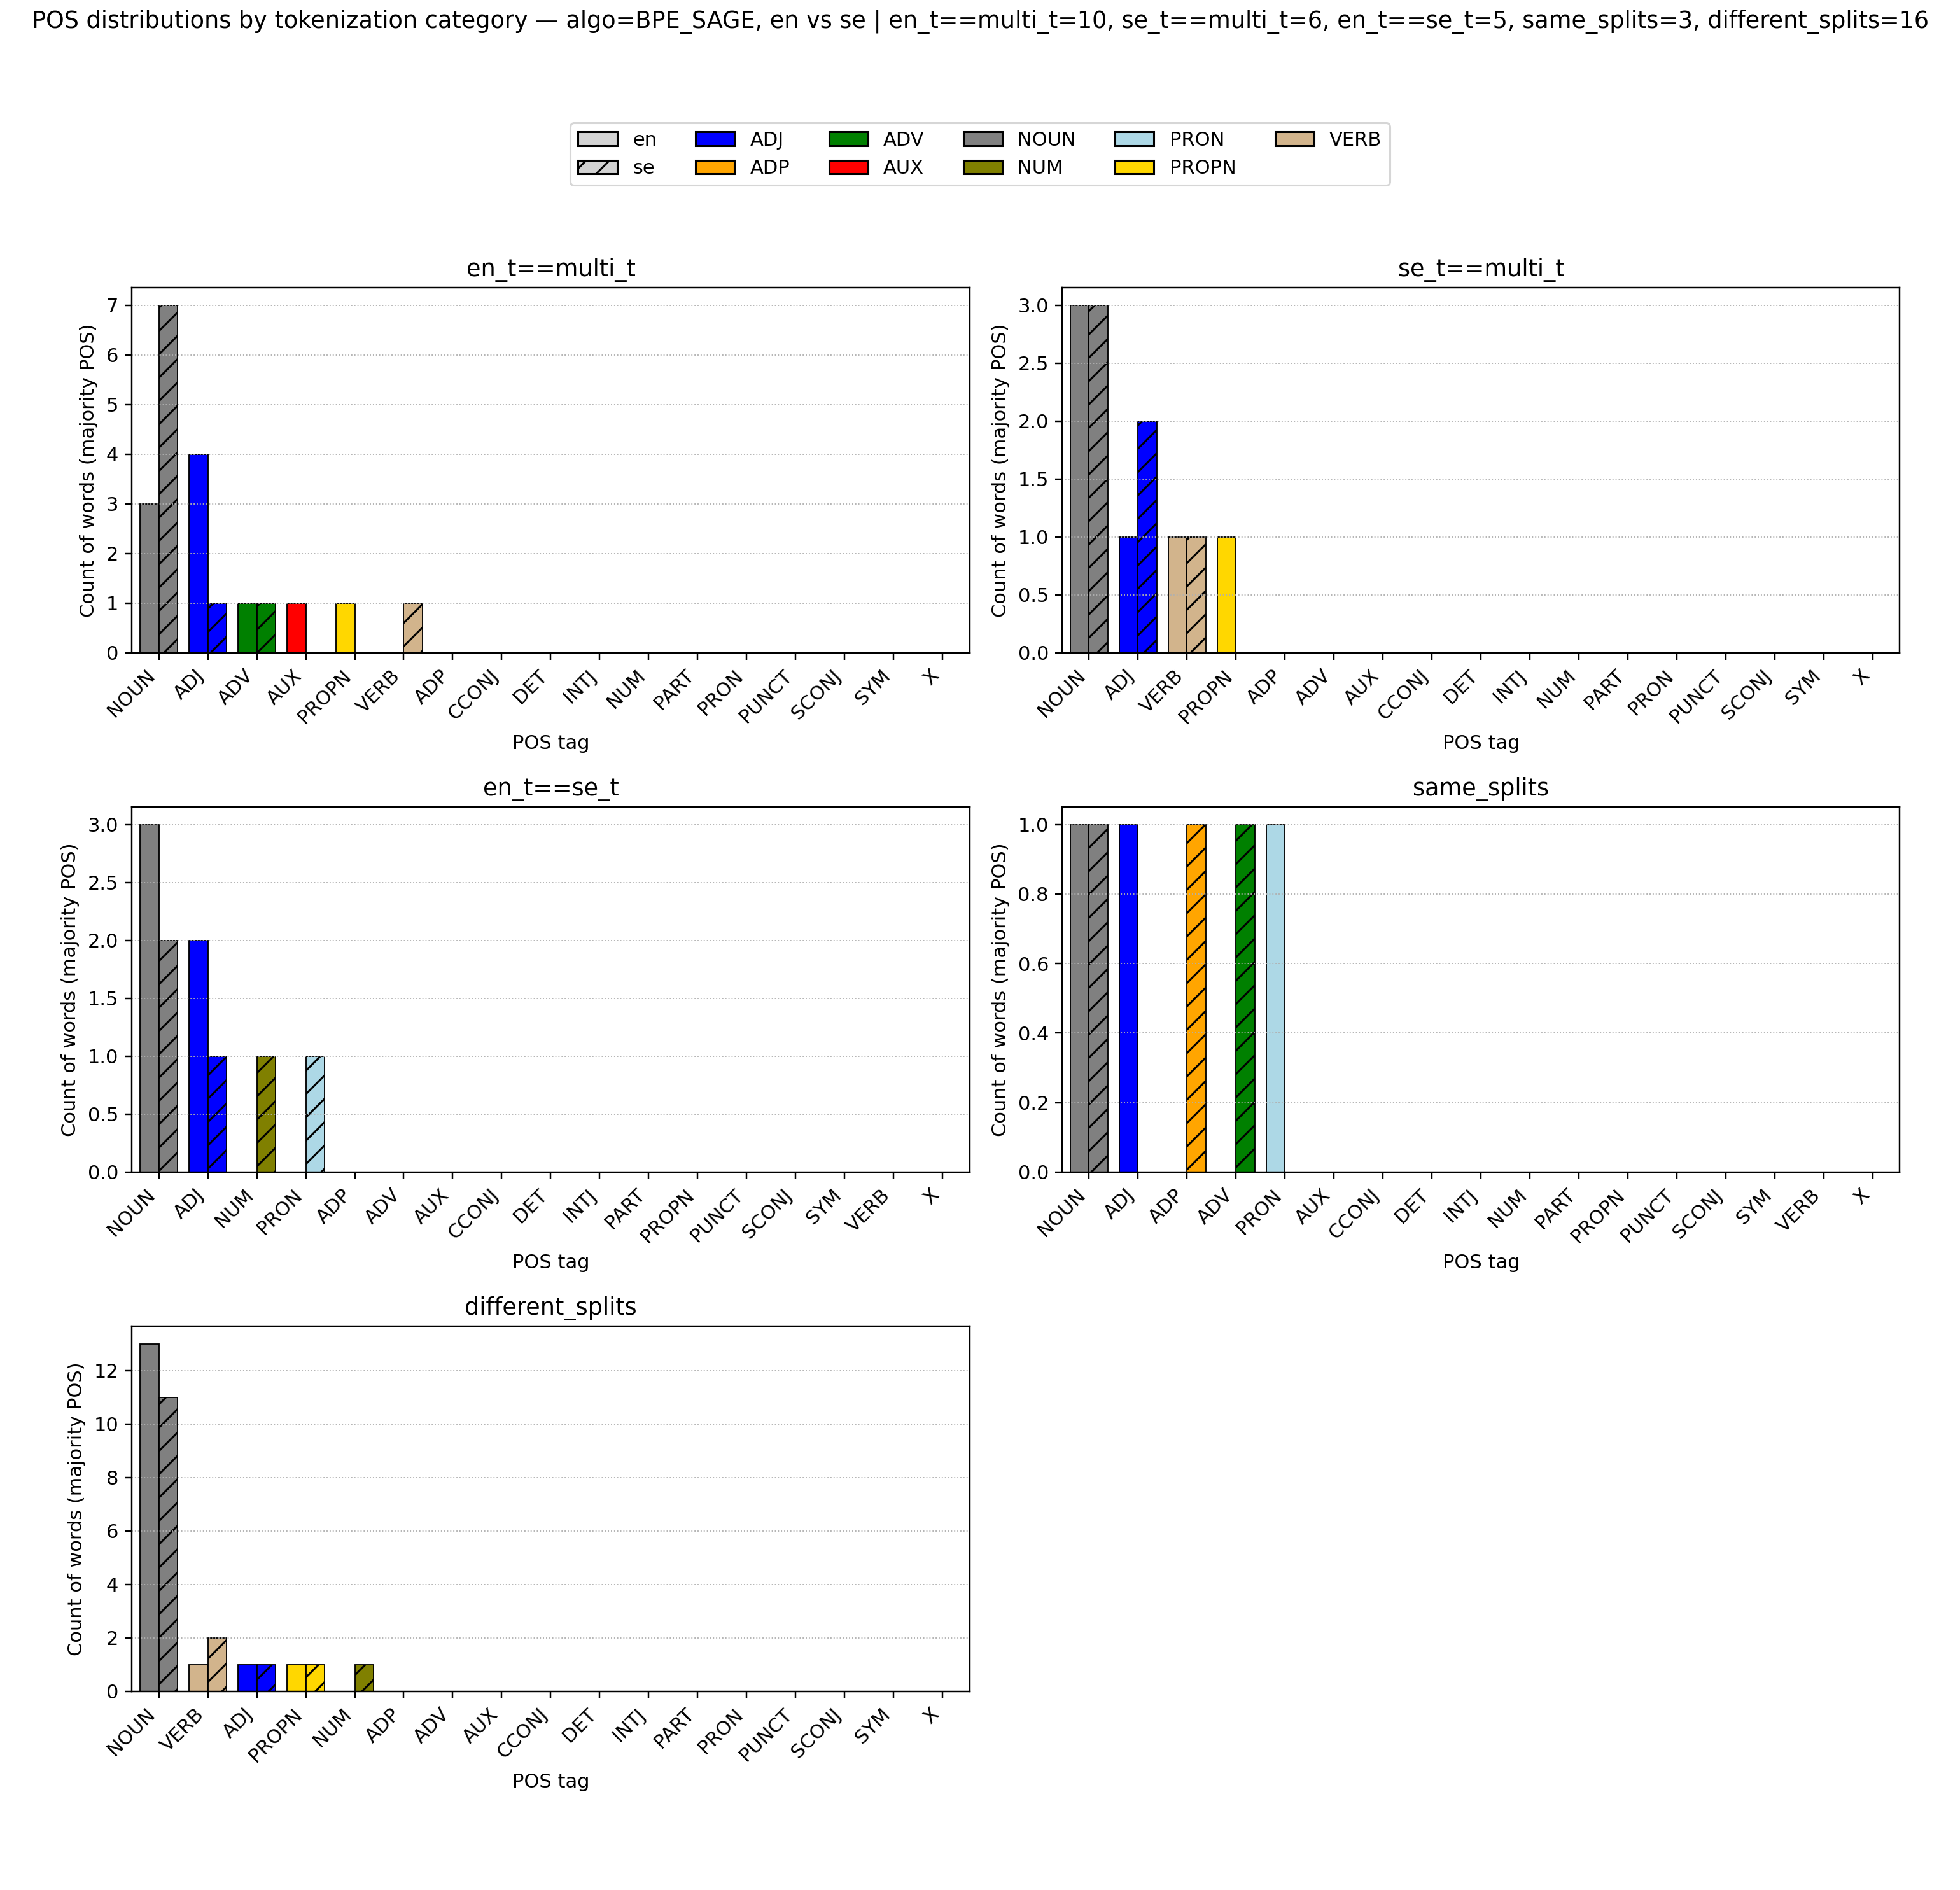 POS distributions by tokenization category — algo=BPE_SAGE, en vs se | en_t==multi_t=10, se_t==multi_t=6, en_t==se_t=5, same_splits=3, different_splits=16
en ADJ ADV NOUN PRON VERB
se ADP AUX NUM PROPN
en_t==multi_t
Count of words (majority POS)
7
6
5
4
3
2
1
0
NOUN ADJ ADV AUX PROPN VERB ADP CCONJ DET INTJ NUM PART PRON PUNCT SCONJ SYM X
POS tag
se_t==multi_t
Count of words (majority POS)
3.0
2.5
2.0
1.5
1.0
0.5
0.0
NOUN ADJ VERB PROPN ADP ADV AUX CCONJ DET INTJ NUM PART PRON PUNCT SCONJ SYM X
POS tag
en_t==se_t
Count of words (majority POS)
3.0
2.5
2.0
1.5
1.0
0.5
0.0
NOUN ADJ NUM PRON ADP ADV AUX CCONJ DET INTJ PART PROPN PUNCT SCONJ SYM VERB X
POS tag
same_splits
Count of words (majority POS)
1.0
0.8
0.6
0.4
0.2
0.0
NOUN ADJ ADP ADV PRON AUX CCONJ DET INTJ NUM PART PROPN PUNCT SCONJ SYM VERB X
POS tag
different_splits
Count of words (majority POS)
12
10
8
6
4
2
0
NOUN VERB ADJ PROPN NUM ADP ADV AUX CCONJ DET INTJ PART PRON PUNCT SCONJ SYM X
POS tag